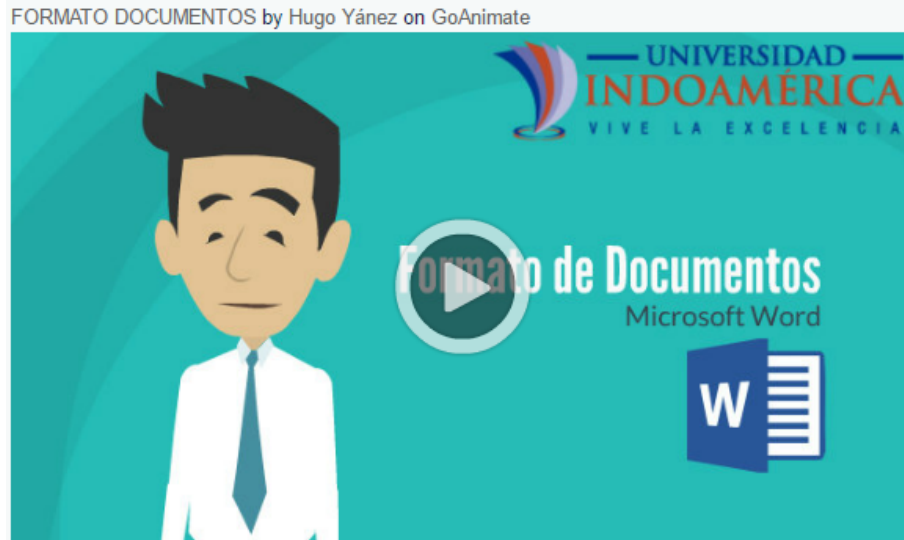 FORMATO DOCUMENTOS by Hugo Yánez on GoAnimate
UNIVERSIDAD
INDOAMÉRICA
VIVE LA EXCELENCIA
Formato de Documentos
Microsoft Word
W